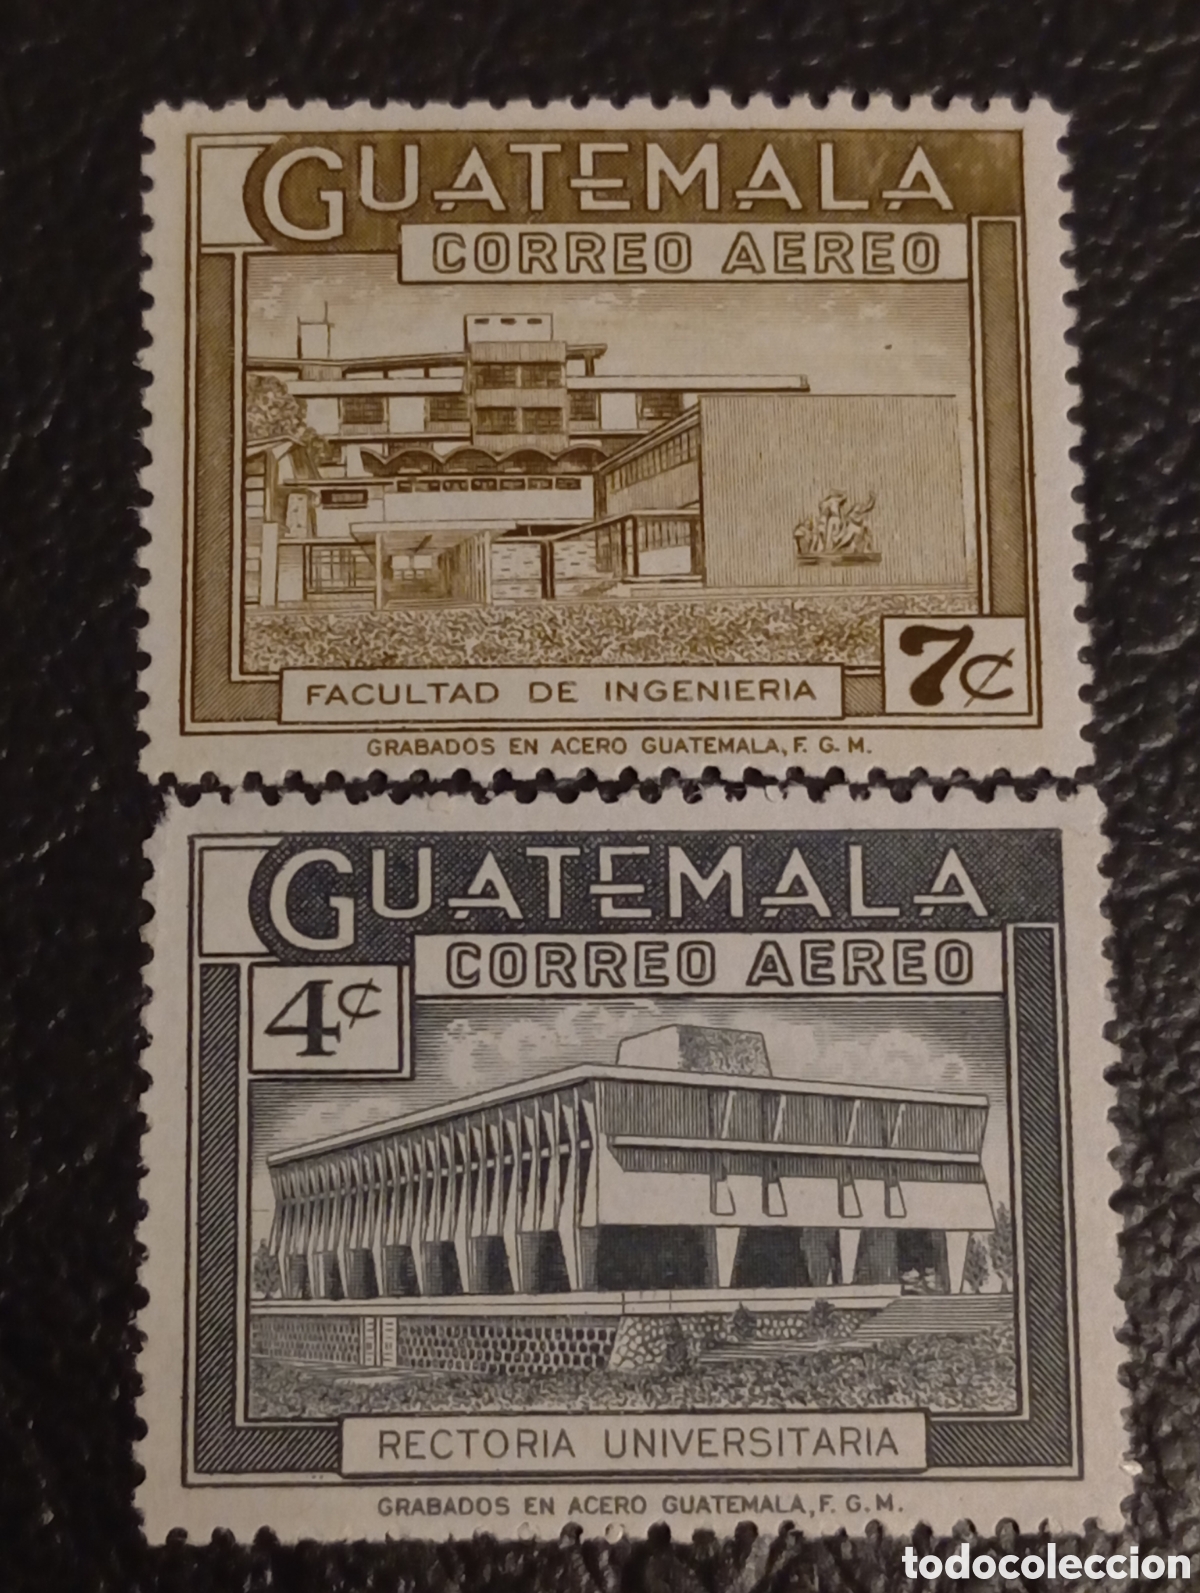 GUATEMALA
CORREO AEREO
7¢
FACULTAD DE INGENIERIA
GRABADOS EN ACERO GUATEMALA, F. G. M.
GUATEMALA
CORREO AEREO
4¢
RECTORIA UNIVERSITARIA
GRABADOS EN ACERO GUATEMALA, F. G. M.
todocoleccion